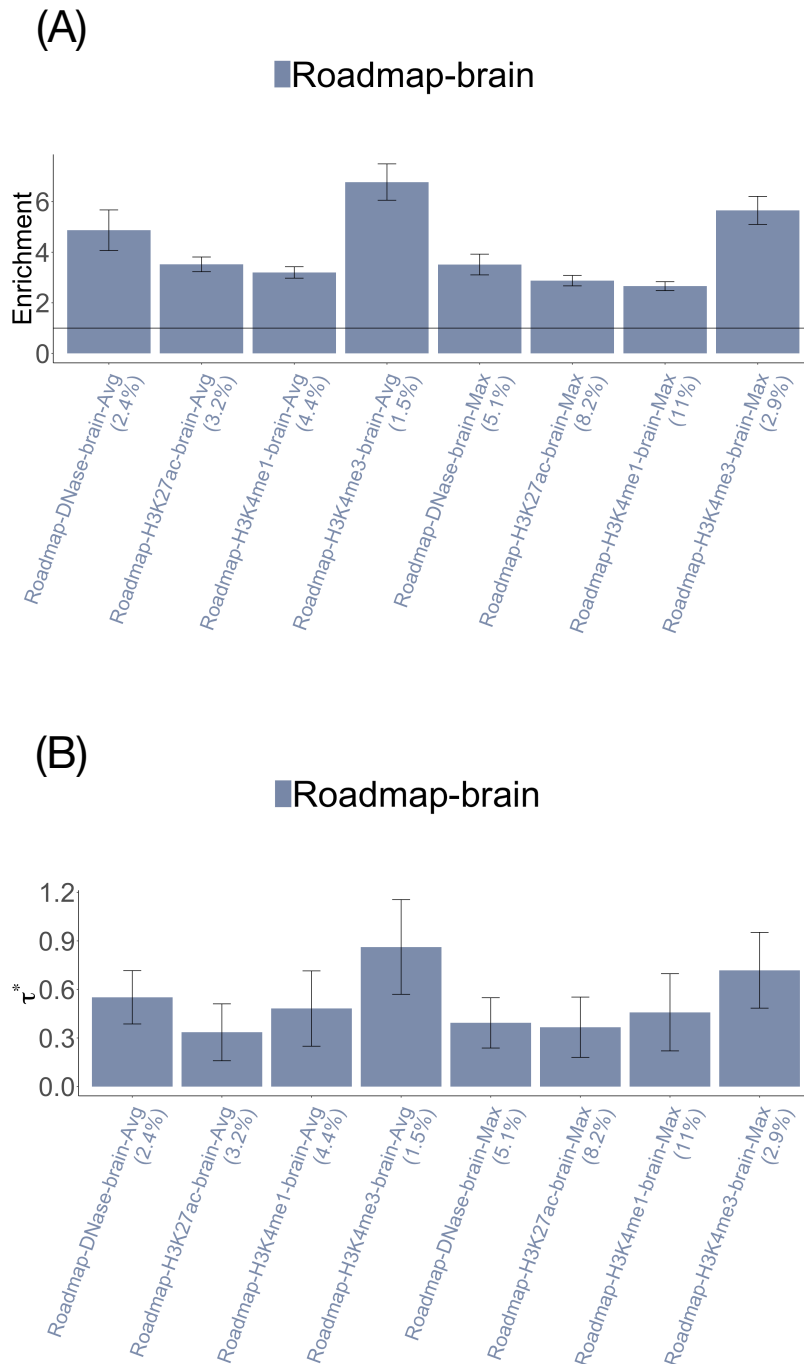 (A)
Roadmap-brain
Enrichment
6
4
2
0
Roadmap-DNase-brain-Avg
(2.4%)
Roadmap-H3K27ac-brain-Avg
(3.2%)
Roadmap-H3K4me1-brain-Avg
(4.4%)
Roadmap-H3K4me3-brain-Avg
(1.5%)
Roadmap-DNase-brain-Max
(5.1%)
Roadmap-H3K27ac-brain-Max
(8.2%)
Roadmap-H3K4me1-brain-Max
(11%)
Roadmap-H3K4me3-brain-Max
(2.9%)
(B)
Roadmap-brain
τ*
1.2
0.9
0.6
0.3
0.0
Roadmap-DNase-brain-Avg
(2.4%)
Roadmap-H3K27ac-brain-Avg
(3.2%)
Roadmap-H3K4me1-brain-Avg
(4.4%)
Roadmap-H3K4me3-brain-Avg
(1.5%)
Roadmap-DNase-brain-Max
(5.1%)
Roadmap-H3K27ac-brain-Max
(8.2%)
Roadmap-H3K4me1-brain-Max
(11%)
Roadmap-H3K4me3-brain-Max
(2.9%)